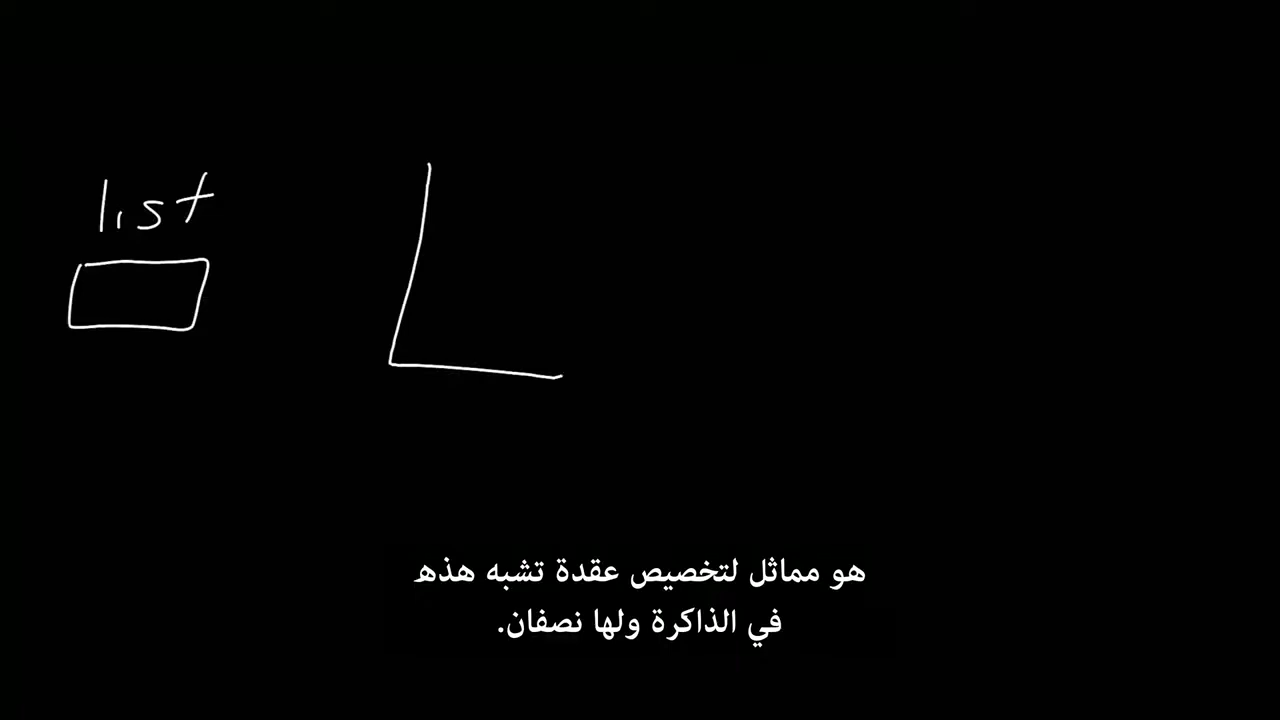 list
هو مماثل لتخصيص عقدة تشبه هذه
في الذاكرة ولها نصفان.